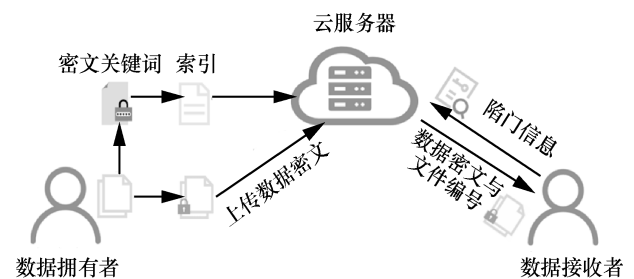 云服务器
密文关键词
索引
陷门信息
上传数据密文
数据密文与
文件编号
数据拥有者
数据接收者